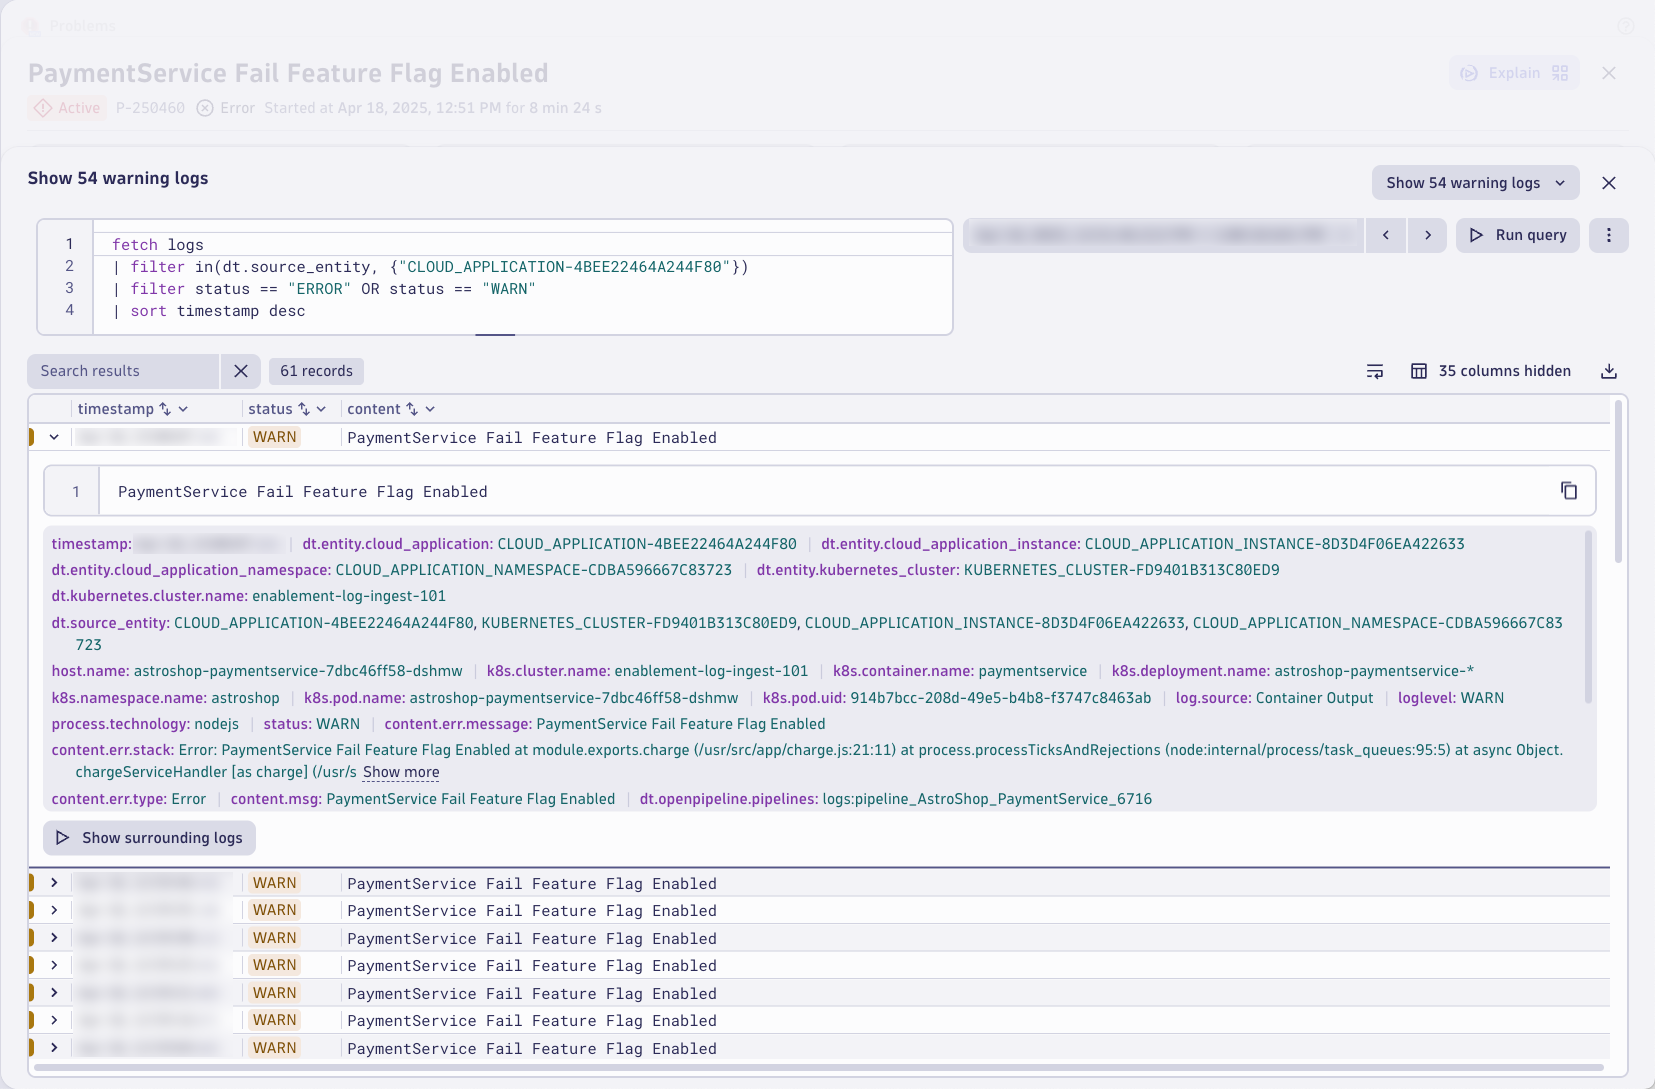 Problems
PaymentService Fail Feature Flag Enabled
Explain
Active P-250460 Error Started at Apr 18, 2025, 12:51 PM for 8 min 24 s
Show 54 warning logs
Show 54 warning logs
1 fetch logs
2 | filter in(dt.source_entity, {"CLOUD_APPLICATION-4BEE22464A244F80"})
3 | filter status == "ERROR" OR status == "WARN"
4 | sort timestamp desc
Run query
Search results
61 records
35 columns hidden
timestamp status content
WARN PaymentService Fail Feature Flag Enabled
1 PaymentService Fail Feature Flag Enabled
timestamp: | dt.entity.cloud_application: CLOUD_APPLICATION-4BEE22464A244F80 | dt.entity.cloud_application_instance: CLOUD_APPLICATION_INSTANCE-8D3D4F06EA422633
dt.entity.cloud_application_namespace: CLOUD_APPLICATION_NAMESPACE-CDBA596667C83723 | dt.entity.kubernetes_cluster: KUBERNETES_CLUSTER-FD9401B313C80ED9
dt.kubernetes.cluster.name: enablement-log-ingest-101
dt.source_entity: CLOUD_APPLICATION-4BEE22464A244F80, KUBERNETES_CLUSTER-FD9401B313C80ED9, CLOUD_APPLICATION_INSTANCE-8D3D4F06EA422633, CLOUD_APPLICATION_NAMESPACE-CDBA596667C83
723
host.name: astroshop-paymentservice-7dbc46ff58-dshmw | k8s.cluster.name: enablement-log-ingest-101 | k8s.container.name: paymentservice | k8s.deployment.name: astroshop-paymentservice-*
k8s.namespace.name: astroshop | k8s.pod.name: astroshop-paymentservice-7dbc46ff58-dshmw | k8s.pod.uid: 914b7bcc-208d-49e5-b4b8-f3747c8463ab | log.source: Container Output | loglevel: WARN
process.technology: nodejs | status: WARN | content.err.message: PaymentService Fail Feature Flag Enabled
content.err.stack: Error: PaymentService Fail Feature Flag Enabled at module.exports.charge (/usr/src/app/charge.js:21:11) at process.processTicksAndRejections (node:internal/process/task_queues:95:5) at async Object.
chargeServiceHandler [as charge] (/usr/s Show more
content.err.type: Error | content.msg: PaymentService Fail Feature Flag Enabled | dt.openpipeline.pipelines: logs:pipeline_AstroShop_PaymentService_6716
Show surrounding logs
WARN PaymentService Fail Feature Flag Enabled
WARN PaymentService Fail Feature Flag Enabled
WARN PaymentService Fail Feature Flag Enabled
WARN PaymentService Fail Feature Flag Enabled
WARN PaymentService Fail Feature Flag Enabled
WARN PaymentService Fail Feature Flag Enabled
WARN PaymentService Fail Feature Flag Enabled